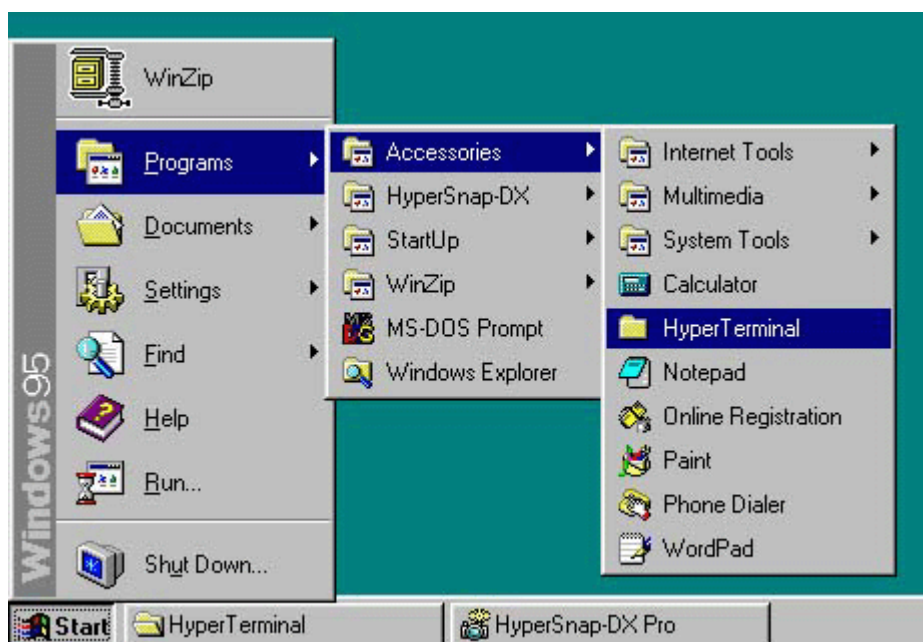 WinZip
Programs
Documents
Settings
Find
Help
Run...
Shut Down...
Windows95
Accessories
HyperSnap-DX
StartUp
WinZip
MS-DOS Prompt
Windows Explorer
Internet Tools
Multimedia
System Tools
Calculator
HyperTerminal
Notepad
Online Registration
Paint
Phone Dialer
WordPad
Start HyperTerminal HyperSnap-DX Pro